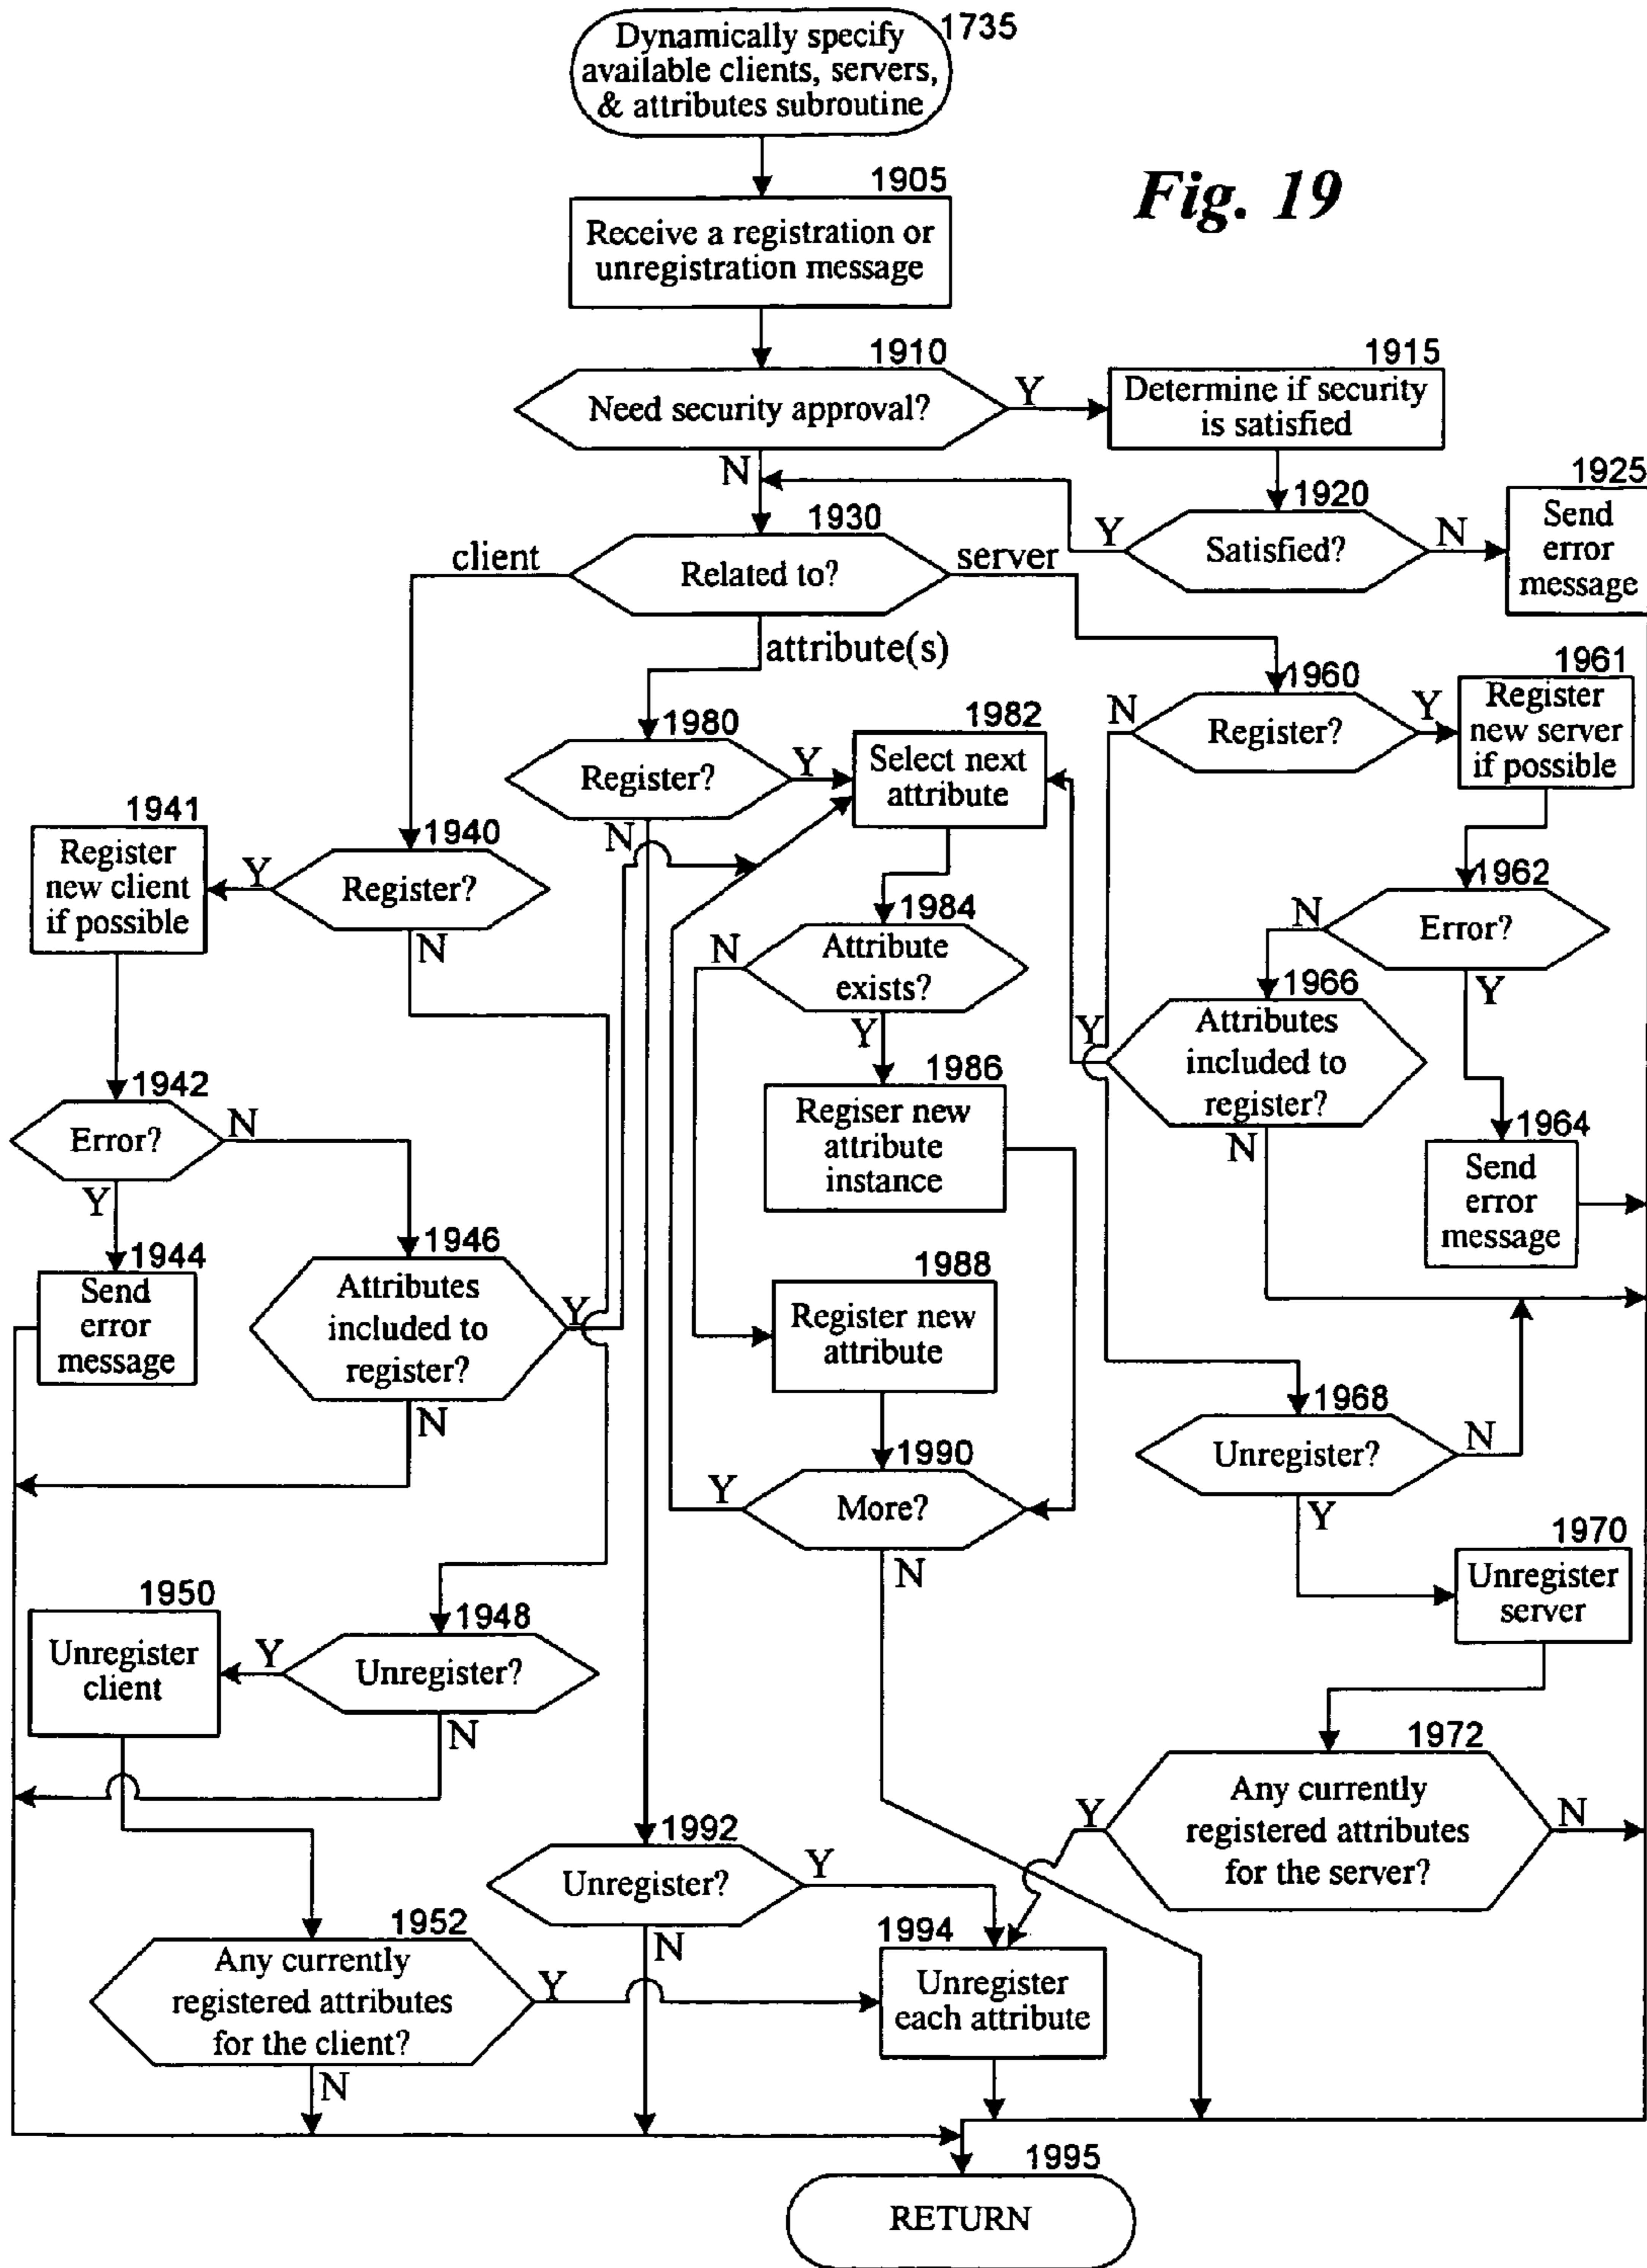 Dynamically specify
available clients, servers,
& attributes subroutine
1735
Fig. 19
1905
Receive a registration or
unregistration message
1910
Need security approval?
Y
N
1915
Determine if security
is satisfied
1920
Satisfied?
Y
N
1925
Send
error
message
1930
Related to?
client
server
attribute(s)
1960
Register?
N
Y
1961
Register
new server
if possible
1980
Register?
Y
N
1982
Select next
attribute
1941
Register
new client
if possible
1940
Register?
Y
N
1984
Attribute
exists?
N
Y
1962
Error?
N
Y
1966
Attributes
included to
register?
Y
N
1986
Regiser new
attribute
instance
1942
Error?
N
Y
1964
Send
error
message
1944
Send
error
message
1946
Attributes
included to
register?
Y
N
1988
Register new
attribute
1990
More?
Y
N
1968
Unregister?
N
Y
1970
Unregister
server
1950
Unregister
client
1948
Unregister?
Y
N
1972
Any currently
registered attributes
for the server?
Y
N
1992
Unregister?
Y
N
1952
Any currently
registered attributes
for the client?
Y
N
1994
Unregister
each attribute
1995
RETURN